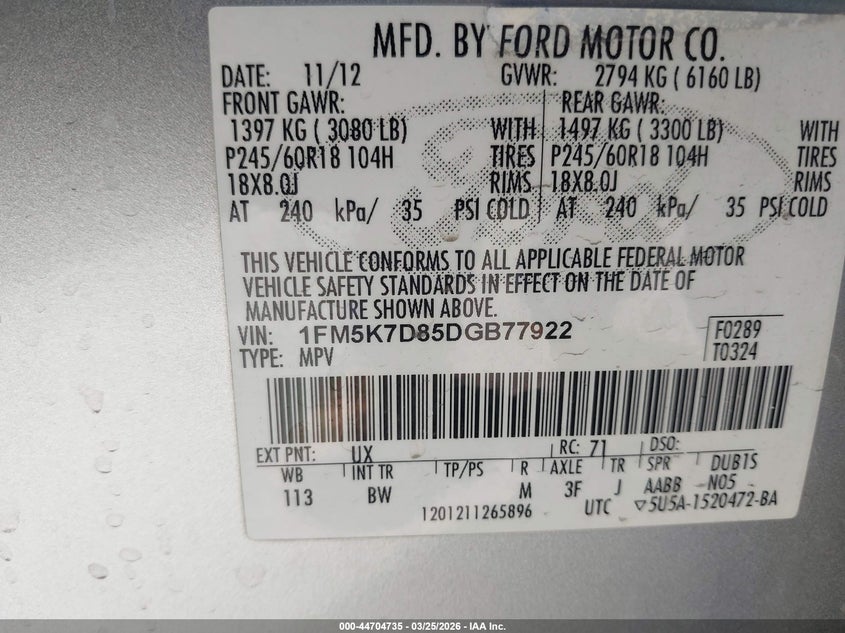 MFD. BY FORD MOTOR CO.
DATE: 11/12 GVWR: 2794 KG ( 6160 LB)
FRONT GAWR: REAR GAWR:
1397 KG ( 3080 LB) WITH 1497 KG ( 3300 LB) WITH
P245/60R18 104H TIRES P245/60R18 104H TIRES
18X8.0J RIMS 18X8.0J RIMS
AT 240 kPa/ 35 PSI COLD AT 240 kPa/ 35 PSI COLD
Ford
THIS VEHICLE CONFORMS TO ALL APPLICABLE FEDERAL MOTOR
VEHICLE SAFETY STANDARDS IN EFFECT ON THE DATE OF
MANUFACTURE SHOWN ABOVE.
VIN: 1FM5K7D85DGB77922 F0289
TYPE: MPV T0324
EXT PNT: UX RC: 71 DSO:
WB INT TR TP/PS R AXLE TR SPR DUB1S
113 BW M 3F J AABB N05
1201211265896 UTC ▽5U5A-1520472-BA
000-44704735 - 03/25/2026 - IAA Inc.